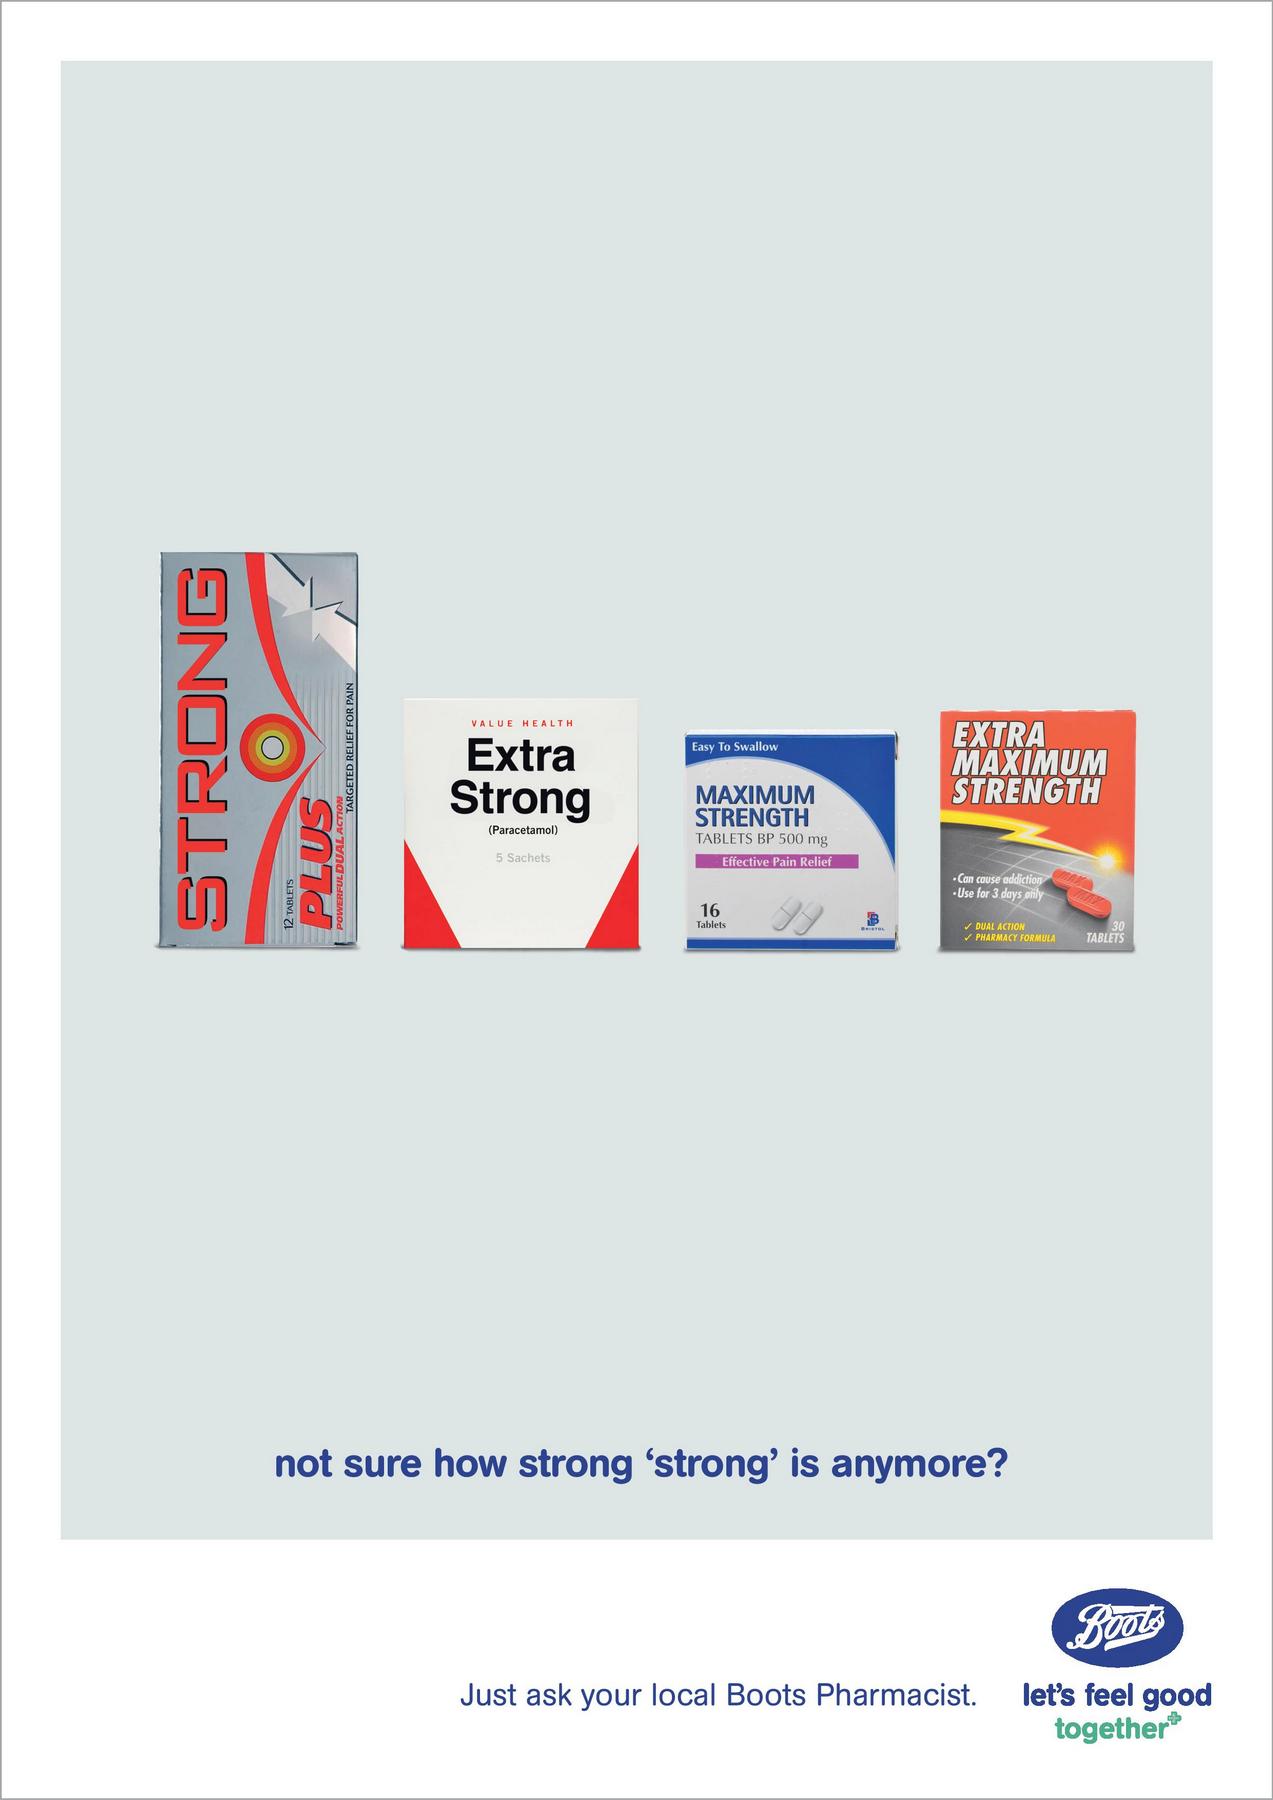 STRONG
PLUS
POWERFUL DUAL ACTION
TARGETED RELIEF FOR PAIN
12 TABLETS
VALUE HEALTH
Extra
Strong
(Paracetamol)
5 Sachets
Easy To Swallow
MAXIMUM
STRENGTH
TABLETS BP 500 mg
Effective Pain Relief
16
Tablets
BRISTOL
EXTRA
MAXIMUM
STRENGTH
•Can cause addiction
•Use for 3 days only
✓ DUAL ACTION
✓ PHARMACY FORMULA
30
TABLETS
not sure how strong ‘strong’ is anymore?
Boots
Just ask your local Boots Pharmacist.
let’s feel good
together